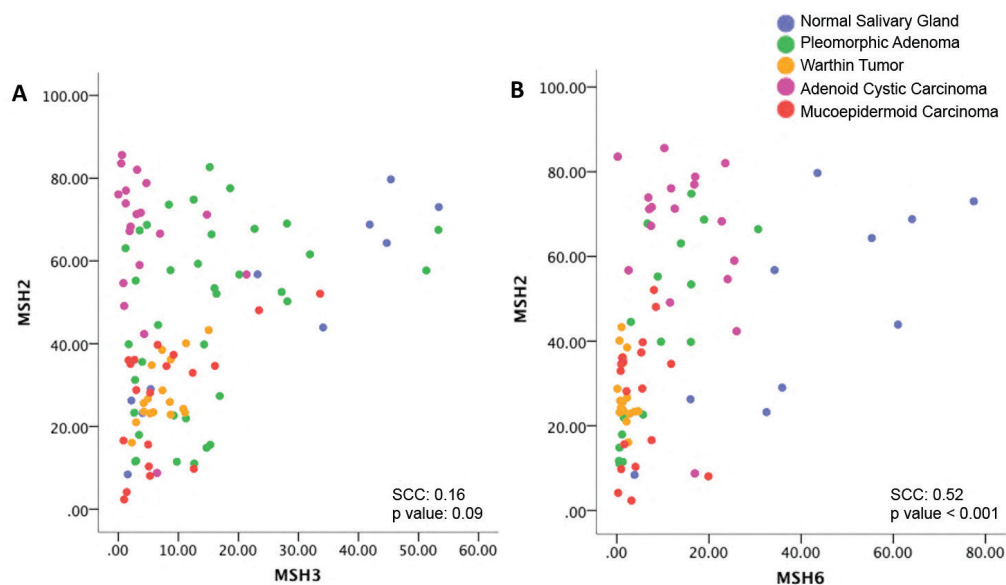 Normal Salivary Gland
Pleomorphic Adenoma
Warthin Tumor
Adenoid Cystic Carcinoma
Mucoepidermoid Carcinoma
A
100.00
80.00
60.00
40.00
20.00
.00
MSH2
SCC: 0.16
p value: 0.09
.00 10.00 20.00 30.00 40.00 50.00 60.00
MSH3
B
100.00
80.00
60.00
40.00
20.00
.00
MSH2
SCC: 0.52
p value < 0.001
.00 20.00 40.00 60.00 80.00
MSH6